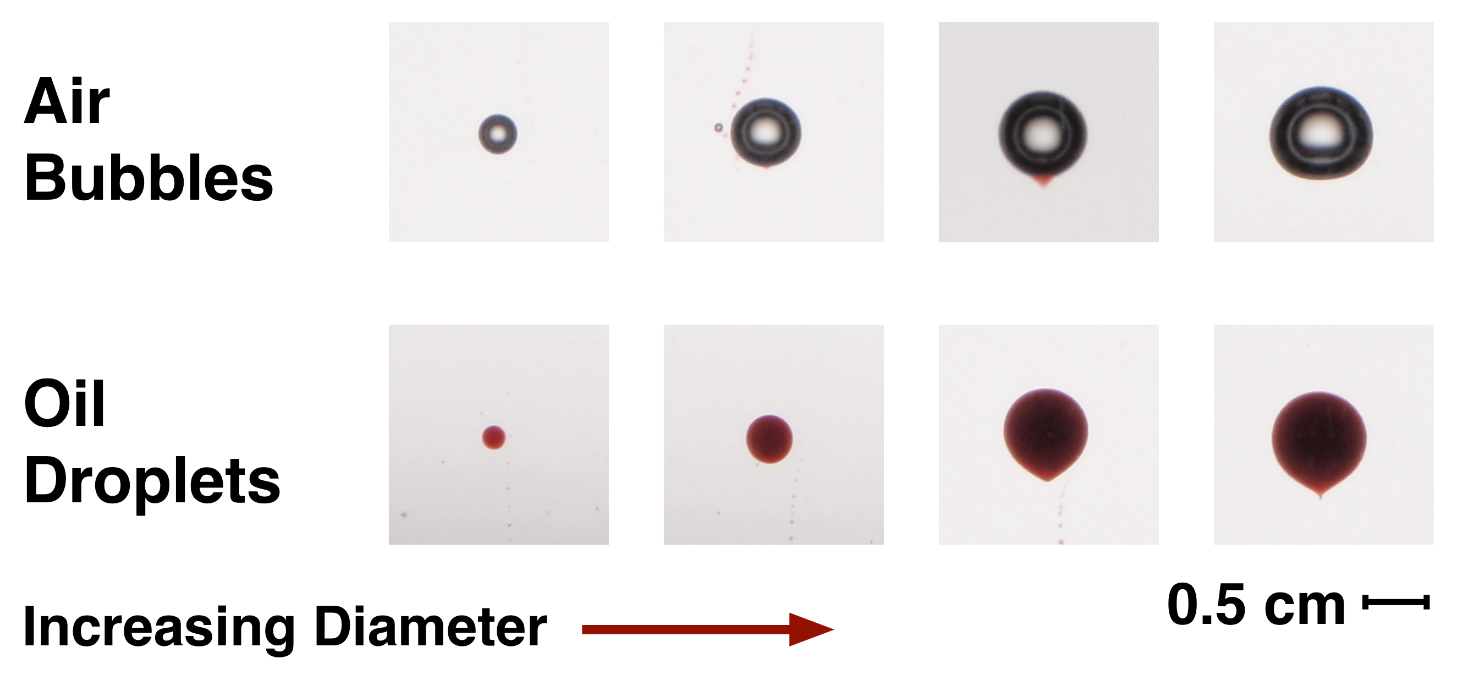 Air
Bubbles
Oil
Droplets
0.5 cm
Increasing Diameter